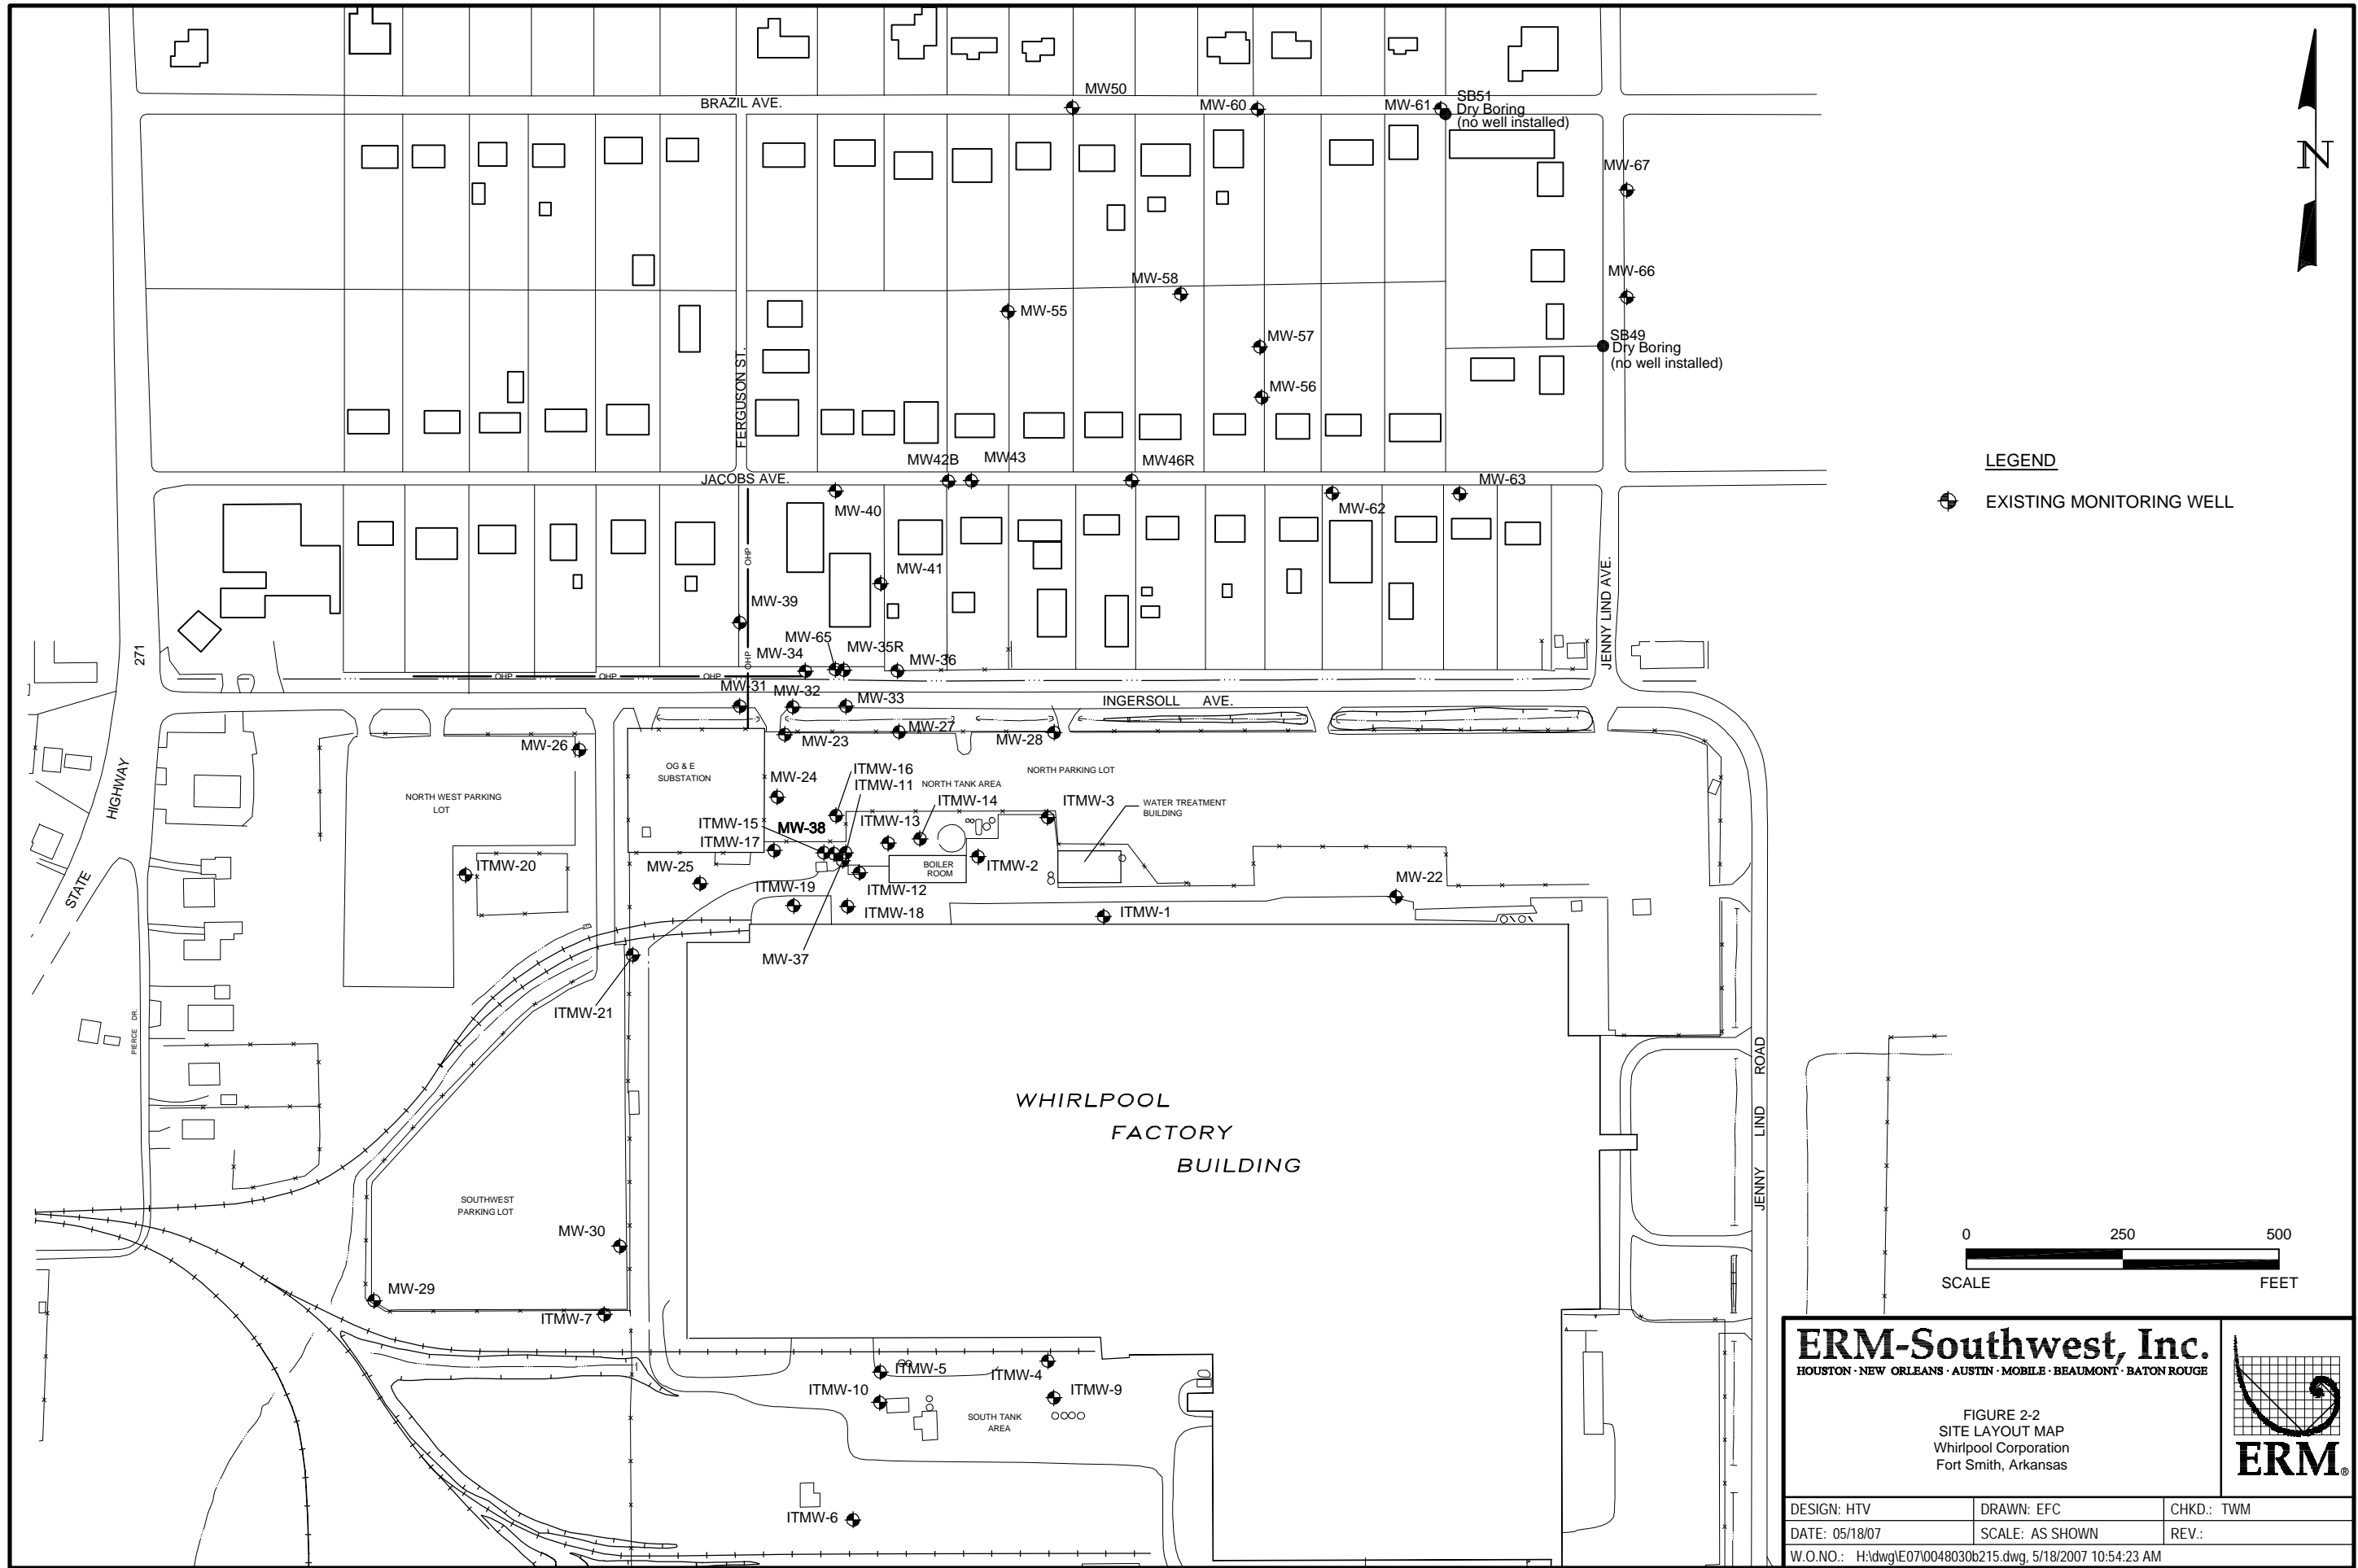 MW50
BRAZIL AVE.
MW-60
MW-61
SB51
Dry Boring
(no well installed)
N
MW-67
MW-58
MW-66
MW-55
MW-57
SB49
Dry Boring
(no well installed)
MW-56
FERGUSON ST.
MW42B
MW43
MW46R
LEGEND
JACOBS AVE.
MW-63
EXISTING MONITORING WELL
MW-40
MW-62
OHP
MW-41
JENNY LIND AVE.
MW-39
271
MW-65
MW-35R
MW-34
OHP
MW-36
OHP
OHP
OHP
MW-31
MW-32
MW-33
INGERSOLL AVE.
MW-26
MW-23
MW-27
MW-28
OG & E
SUBSTATION
MW-24
ITMW-16
ITMW-11
NORTH TANK AREA
NORTH PARKING LOT
HIGHWAY
NORTH WEST PARKING
LOT
ITMW-14
ITMW-3
WATER TREATMENT
BUILDING
ITMW-15
MW-38
ITMW-13
ITMW-17
ITMW-20
MW-25
BOILER
ROOM
ITMW-2
STATE
ITMW-19
ITMW-12
MW-22
ITMW-18
ITMW-1
MW-37
ITMW-21
PIERCE DR.
WHIRLPOOL
FACTORY
BUILDING
JENNY LIND ROAD
SOUTHWEST
PARKING LOT
MW-30
0 250 500
SCALE FEET
MW-29
ITMW-7
ITMW-5
ITMW-4
ITMW-10
ITMW-9
SOUTH TANK
AREA
ITMW-6
ERM-Southwest, Inc.
HOUSTON · NEW ORLEANS · AUSTIN · MOBILE · BEAUMONT · BATON ROUGE
FIGURE 2-2
SITE LAYOUT MAP
Whirlpool Corporation
Fort Smith, Arkansas
ERM®
DESIGN: HTV
DRAWN: EFC
CHKD.: TWM
DATE: 05/18/07
SCALE: AS SHOWN
REV.:
W.O.NO.: H:\dwg\E07\0048030b215.dwg, 5/18/2007 10:54:23 AM